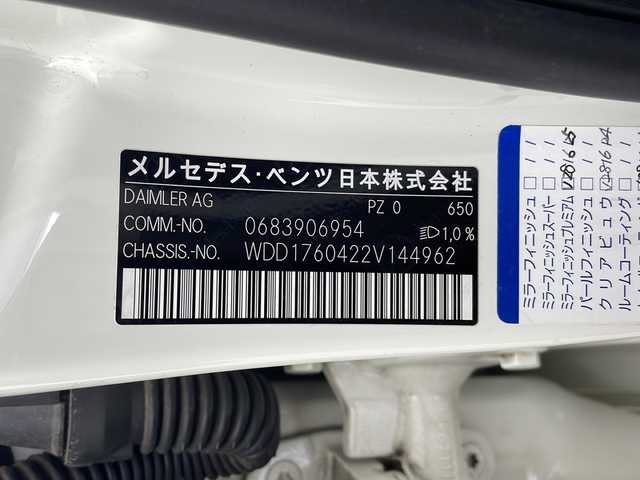 メルセデス・ベンツ日本株式会社
DAIMLER AG PZ 0 650
COMM.-NO. 0683906954 1,0%
CHASSIS.-NO. WDD1760422V144962
ミラーフィニッシュ □ / /
ミラーフィニッシュスーパー □ / /
ミラーフィニッシュプレミアム
パールフィニッシュ □ / /
クリアビュウ
ルームコーティング □ / /